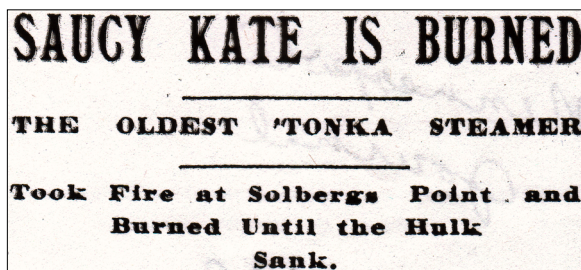 SAUCY KATE IS BURNED
THE OLDEST 'TONKA STEAMER
Took Fire at Solbergs Point and
Burned Until the Hulk
Sank.